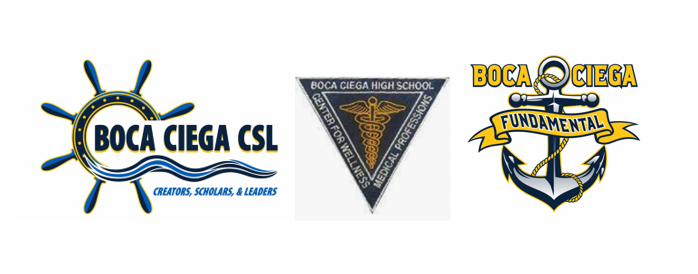 BOCA CIEGA CSL
CREATORS, SCHOLARS, & LEADERS
BOCA CIEGA HIGH SCHOOL
CENTER FOR WELLNESS
MEDICAL PROFESSIONS
BOCA CIEGA
FUNDAMENTAL